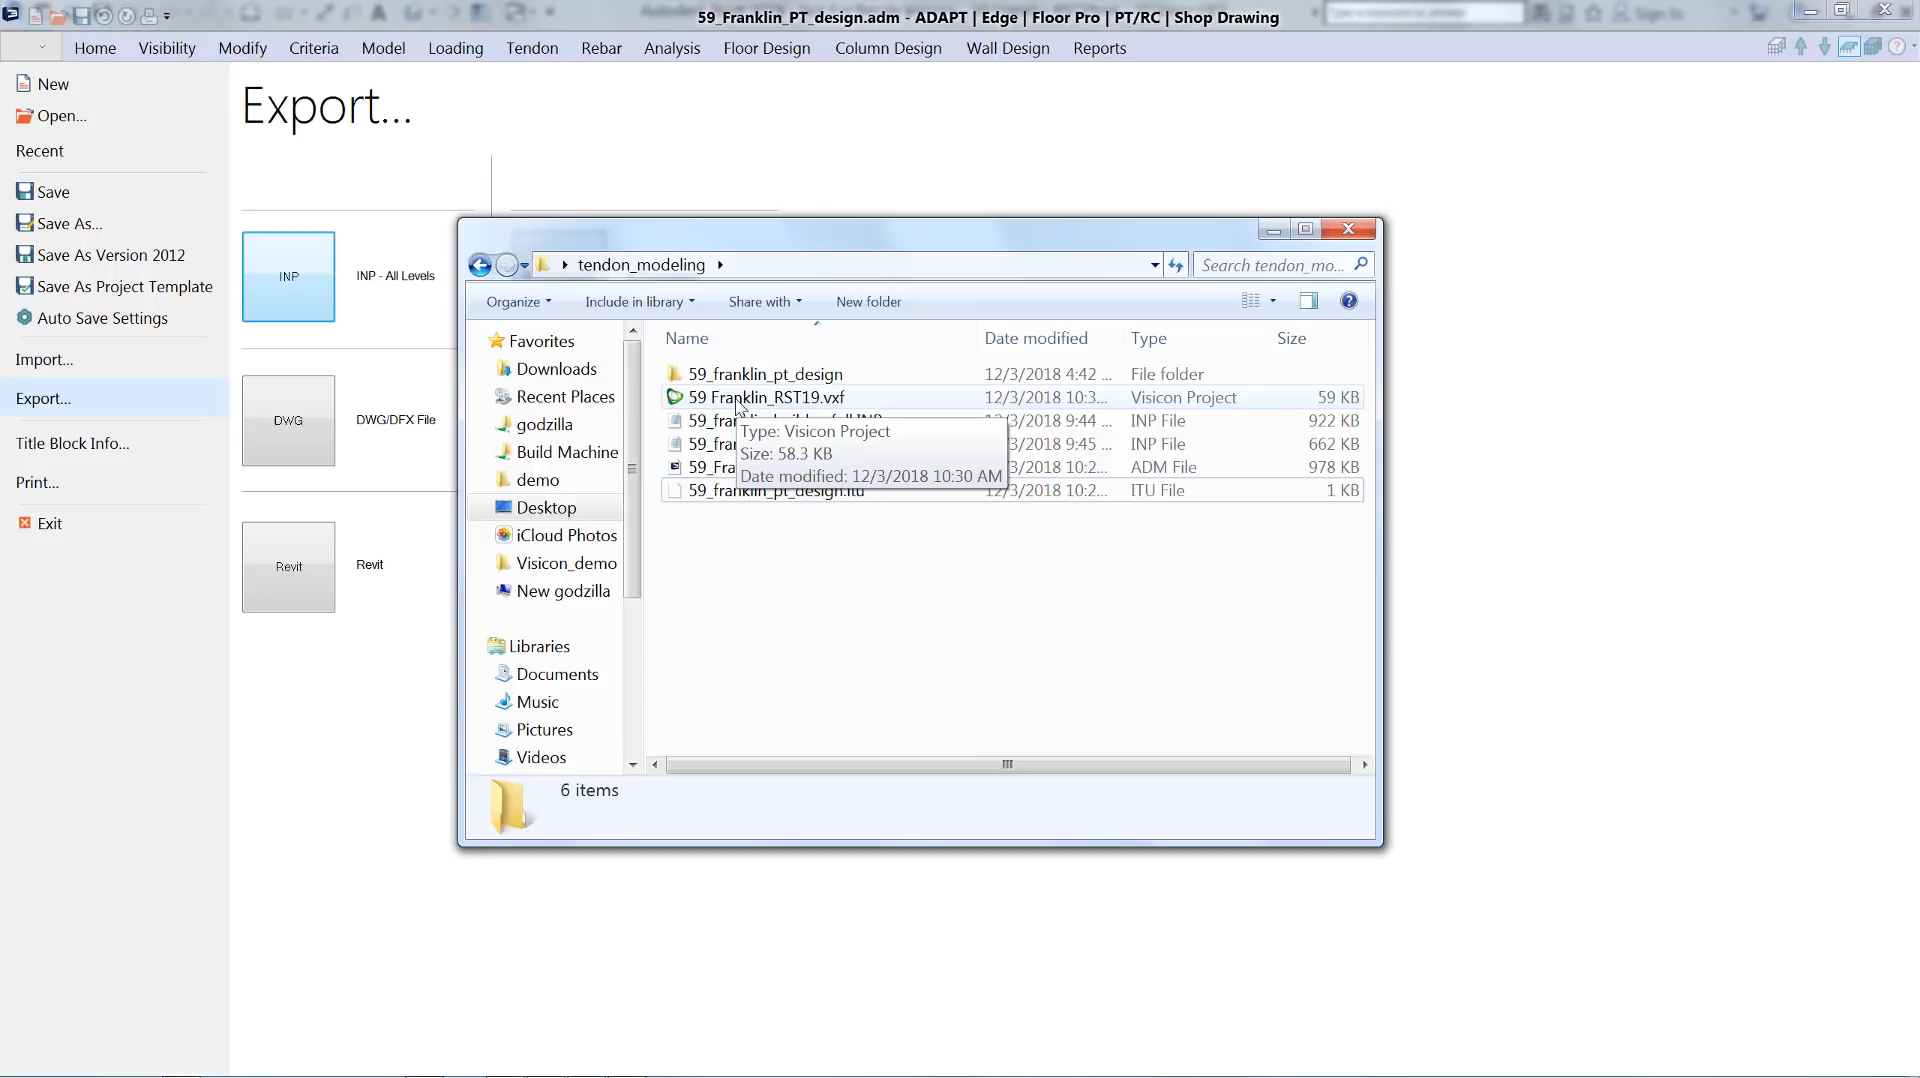 59_Franklin_PT_design.adm - ADAPT | Edge | Floor Pro | PT/RC | Shop Drawing
Home Visibility Modify Criteria Model Loading Tendon Rebar Analysis Floor Design Column Design Wall Design Reports
New
Open...
Recent
Save
Save As...
Save As Version 2012
Save As Project Template
Auto Save Settings
Import...
Export...
Title Block Info...
Print...
Exit
Export...
INP INP - All Levels
DWG DWG/DFX File
Revit Revit
tendon_modeling
Search tendon_mo...
Organize Include in library Share with New folder
Favorites
Downloads
Recent Places
godzilla
Build Machine
demo
Desktop
iCloud Photos
Visicon_demo
New godzilla
Libraries
Documents
Music
Pictures
Videos
Name Date modified Type Size
59_franklin_pt_design 12/3/2018 4:42 ... File folder
59 Franklin_RST19.vxf 12/3/2018 10:3... Visicon Project 59 KB
12/3/2018 9:44 ... INP File 922 KB
12/3/2018 9:45 ... INP File 662 KB
12/3/2018 10:2... ADM File 978 KB
59_franklin_pt_design.itu 12/3/2018 10:2... ITU File 1 KB
Type: Visicon Project
Size: 58.3 KB
Date modified: 12/3/2018 10:30 AM
6 items